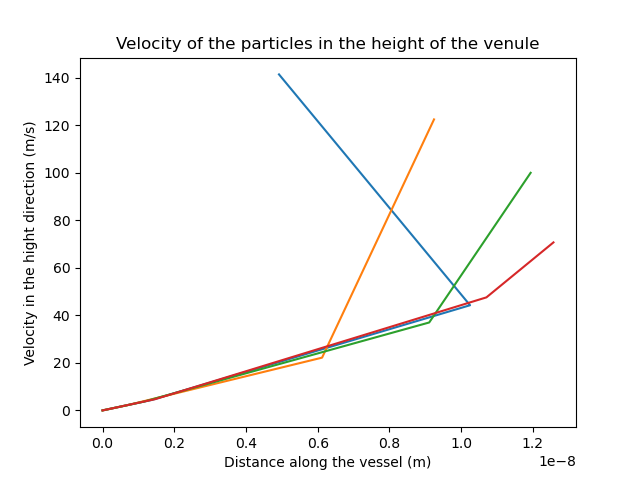 Velocity of the particles in the height of the venule
Velocity in the hight direction (m/s)
140
120
100
80
60
40
20
0
0.0 0.2 0.4 0.6 0.8 1.0 1.2
1e−8
Distance along the vessel (m)